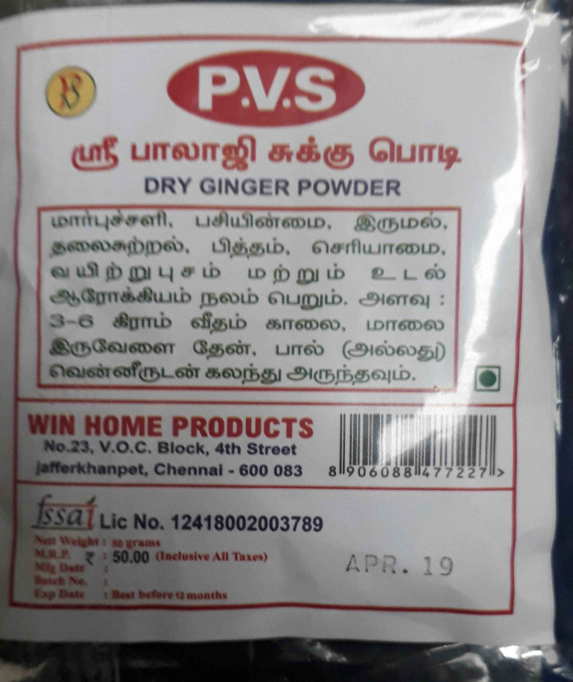 P.V.S
ஸ்ரீ பாலாஜி சுக்கு பொடி
DRY GINGER POWDER
மார்புச்சளி, பசியின்மை, இருமல்,
தலைசுற்றல், பித்தம், செரியாமை,
வயிற்றுபுசம் மற்றும் உடல்
ஆரோக்கியம் நலம் பெறும். அளவு :
3-6 கிராம் வீதம் காலை, மாலை
இருவேளை தேன், பால் (அல்லது)
வென்னீருடன் கலந்து அருந்தவும்.
WIN HOME PRODUCTS
No.23, V.O.C. Block, 4th Street
jafferkhanpet, Chennai - 600 083
8 906088 477227 >
fssai Lic No. 12418002003789
Nett Weight : 50 grams
M.R.P. ₹ : 50.00 (Inclusive All Taxes)
Mfg Date :
APR. 19
Batch No. :
Exp Date : Best before 12 months